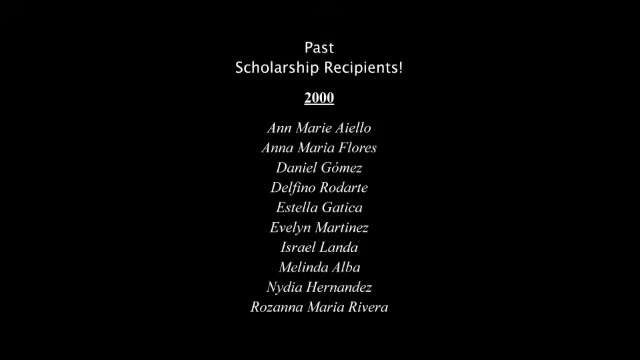 Past
Scholarship Recipients!
2000
Ann Marie Aiello
Anna Maria Flores
Daniel Gómez
Delfino Rodarte
Estella Gatica
Evelyn Martinez
Israel Landa
Melinda Alba
Nydia Hernandez
Rozanna Maria Rivera